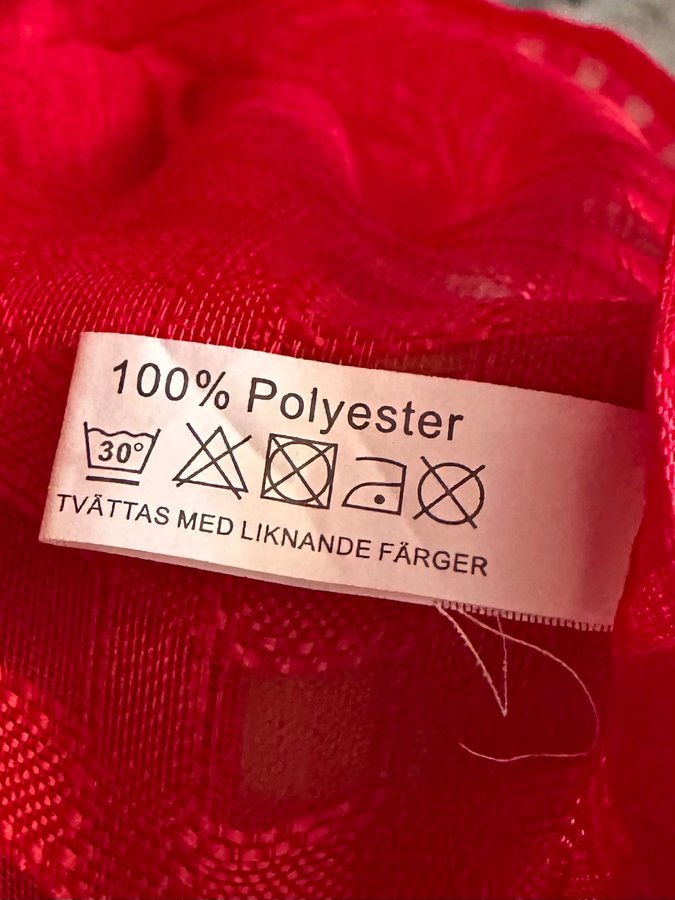 100% Polyester
30°
TVÄTTAS MED LIKNANDE FÄRGER